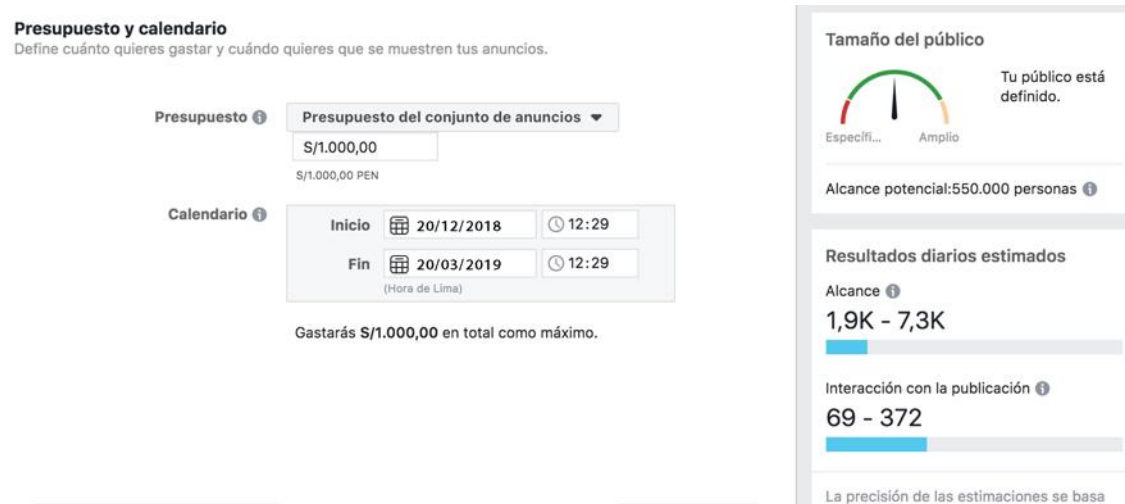 Presupuesto y calendario
Define cuánto quieres gastar y cuándo quieres que se muestren tus anuncios.
Presupuesto
Presupuesto del conjunto de anuncios
S/1.000,00
S/1.000,00 PEN
Calendario
Inicio 20/12/2018 12:29
Fin 20/03/2019 12:29
(Hora de Lima)
Gastarás S/1.000,00 en total como máximo.
Tamaño del público
Tu público está
definido.
Específi... Amplio
Alcance potencial:550.000 personas
Resultados diarios estimados
Alcance
1,9K - 7,3K
Interacción con la publicación
69 - 372
La precisión de las estimaciones se basa